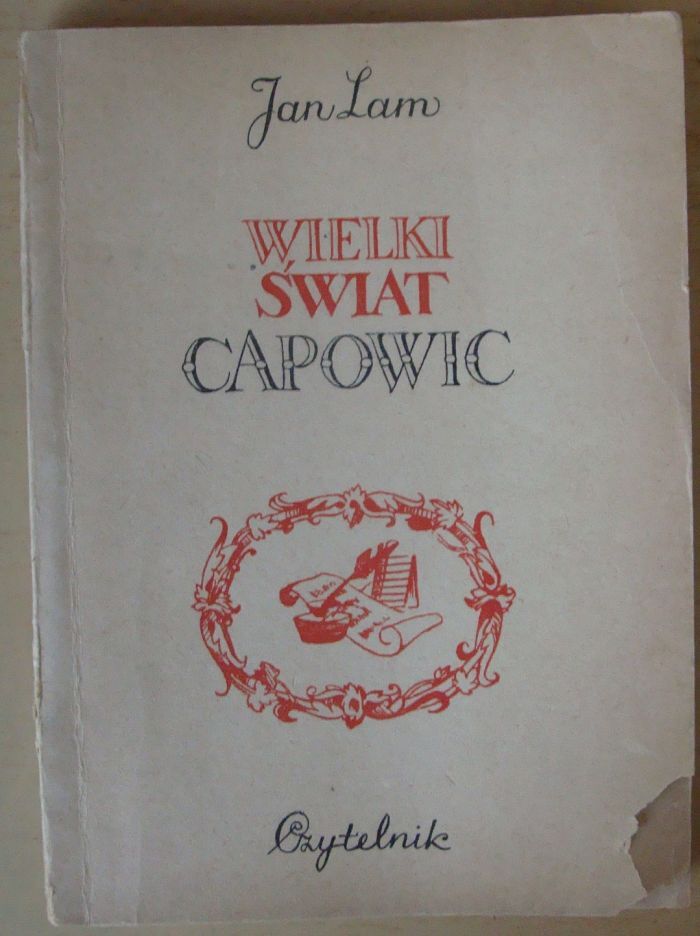 Jan Lam
WIELKI
ŚWIAT
CAPOWIC
Czytelnik